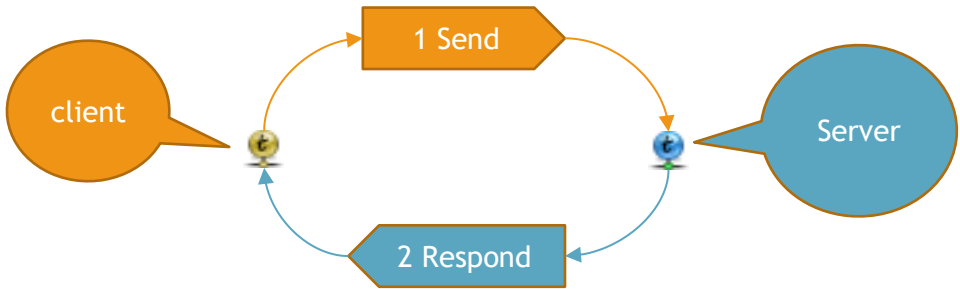 1 Send
client
Server
2 Respond
t
t